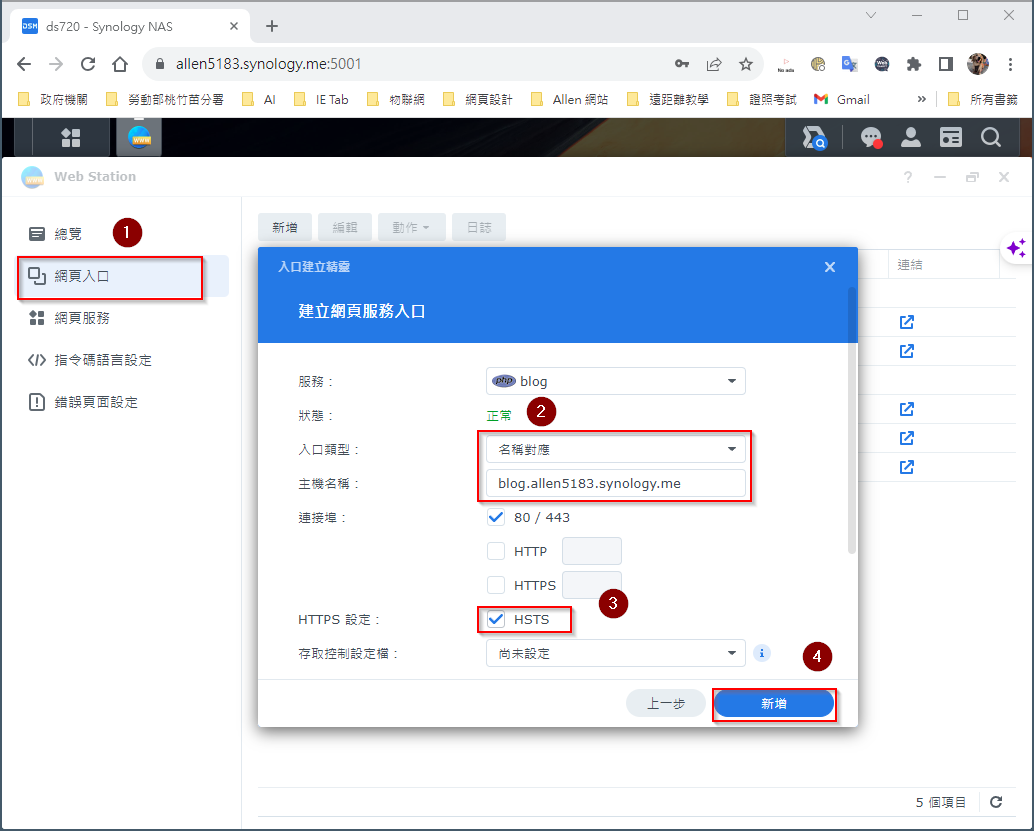 DSM ds720 - Synology NAS
allen5183.synology.me:5001
No ads
政府機關 勞動部桃竹苗分署 AI IE Tab 物聯網 網頁設計 Allen 網站 遠距離教學 證照考試 Gmail » 所有書籤
www
Web Station
新增 編輯 動作 日誌
總覽 1
網頁入口
網頁服務
指令碼語言設定
錯誤頁面設定
連結
入口建立精靈
建立網頁服務入口
服務： php blog
狀態： 正常 2
入口類型： 名稱對應
主機名稱： blog.allen5183.synology.me
連接埠： 80 / 443
HTTP
HTTPS
3
HTTPS 設定： HSTS
存取控制設定檔： 尚未設定 i
4
上一步 新增
5 個項目